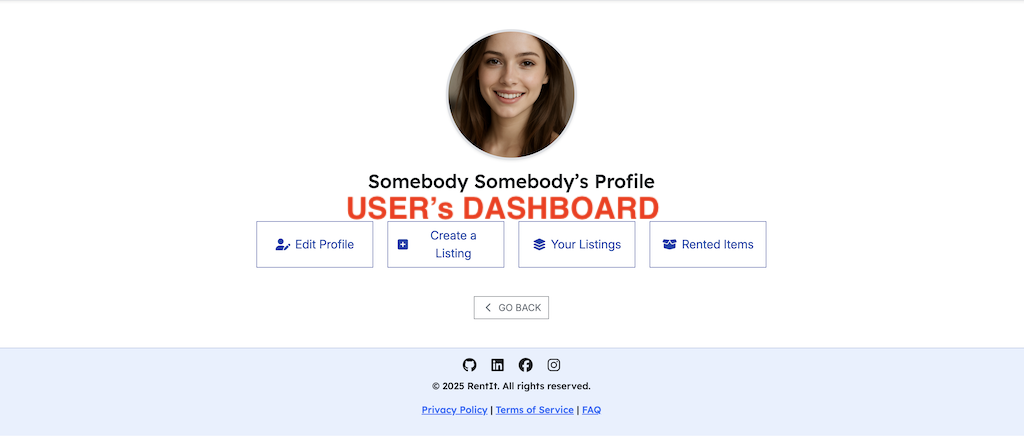 Somebody Somebody’s Profile
USER’s DASHBOARD
Edit Profile
Create a
Listing
Your Listings
Rented Items
GO BACK
© 2025 RentIt. All rights reserved.
Privacy Policy | Terms of Service | FAQ